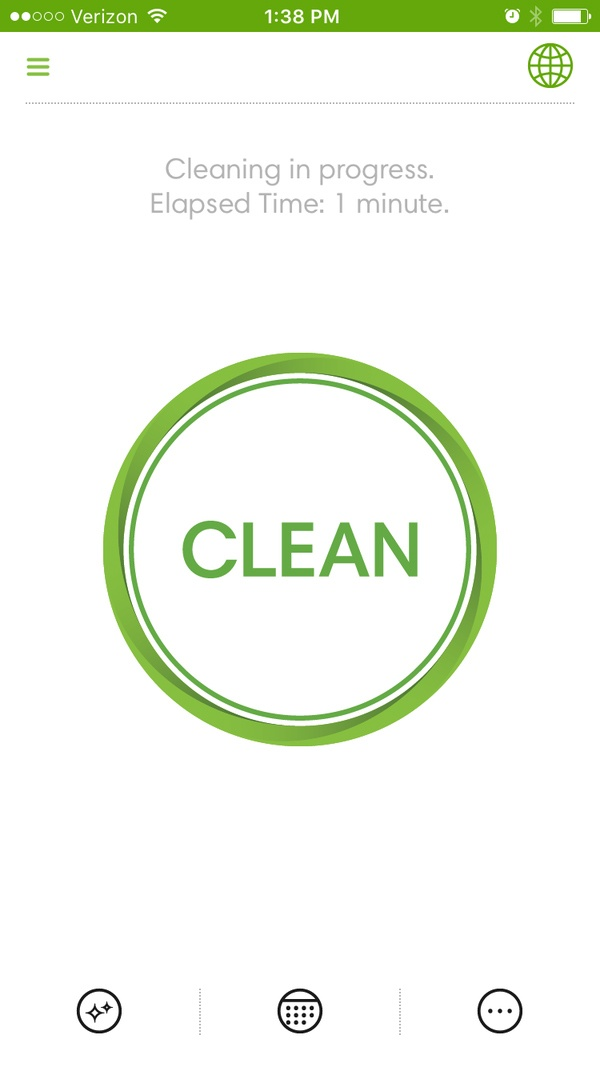 Verizon 1:38 PM
Cleaning in progress.
Elapsed Time: 1 minute.
CLEAN